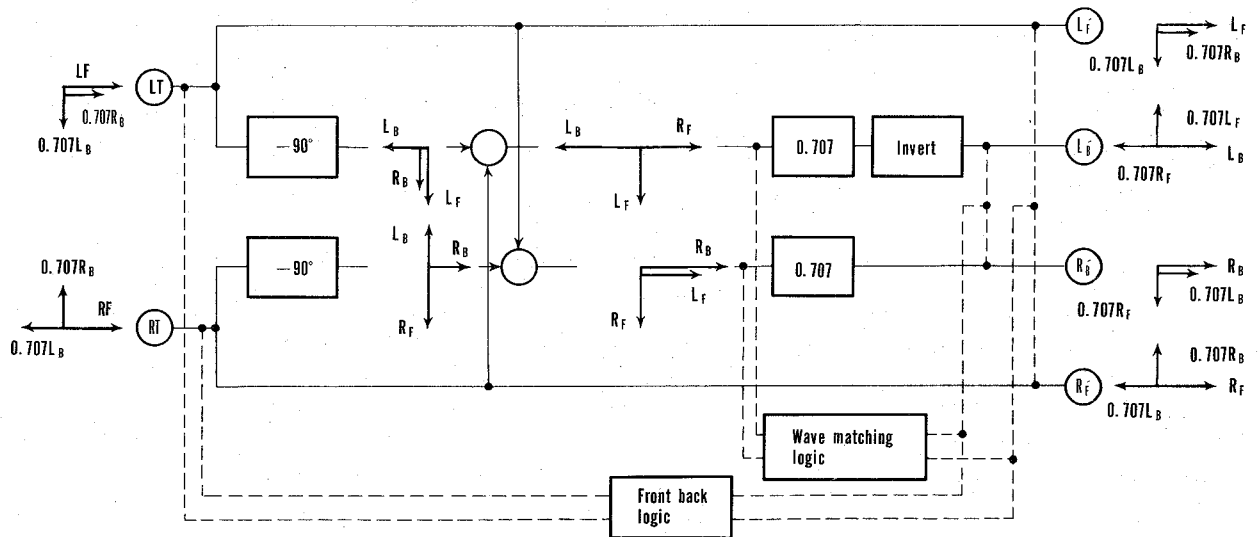 L_F′
L_F
0.707R_B
0.707L_B
LF
LT
0.707R_B
0.707L_B
0.707L_F
−90°
L_B
R_B
L_F
L_B
R_F
L_F
0.707
Invert
L_B′
L_B
0.707R_F
−90°
L_B
R_B
R_F
R_B
L_F
R_F
0.707
R_B′
R_B
0.707L_B
0.707R_F
0.707R_B
RF
RT
0.707L_B
0.707R_B
R_F′
R_F
0.707L_B
Wave matching
logic
Front back
logic